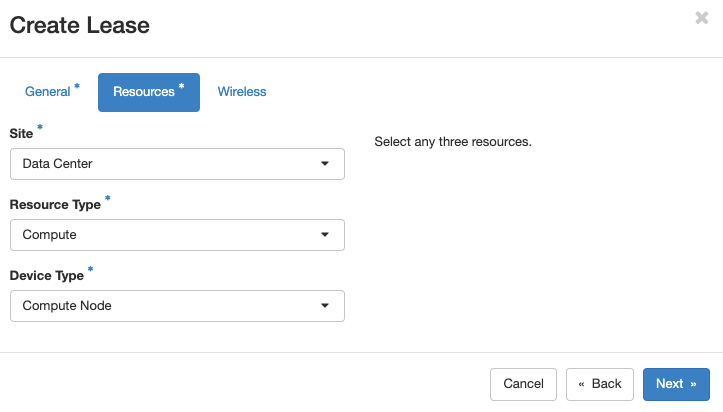 Create Lease
×
General *
Resources *
Wireless
Site *
Data Center
Select any three resources.
Resource Type *
Compute
Device Type *
Compute Node
Cancel
« Back
Next »